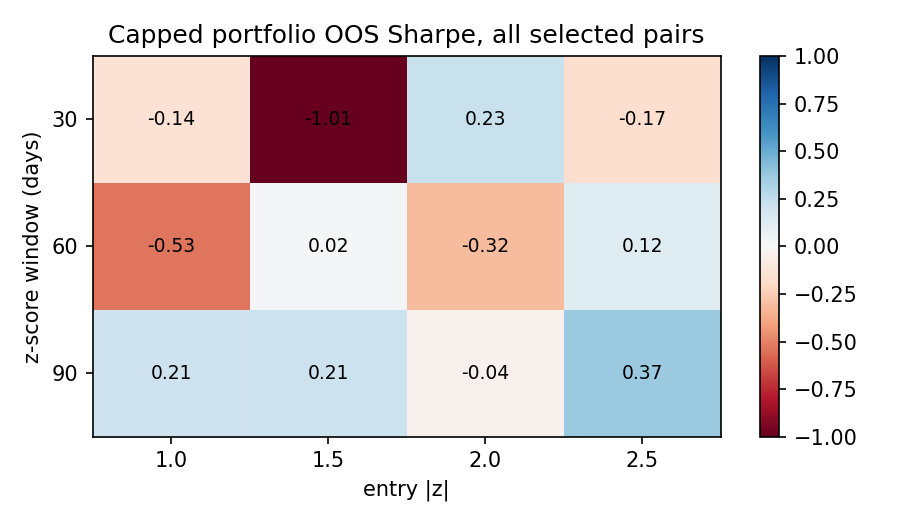 Capped portfolio OOS Sharpe, all selected pairs
z-score window (days)
30
-0.14 -1.01 0.23 -0.17
60
-0.53 0.02 -0.32 0.12
90
0.21 0.21 -0.04 0.37
1.0 1.5 2.0 2.5
entry |z|
1.00
0.75
0.50
0.25
0.00
−0.25
−0.50
−0.75
−1.00